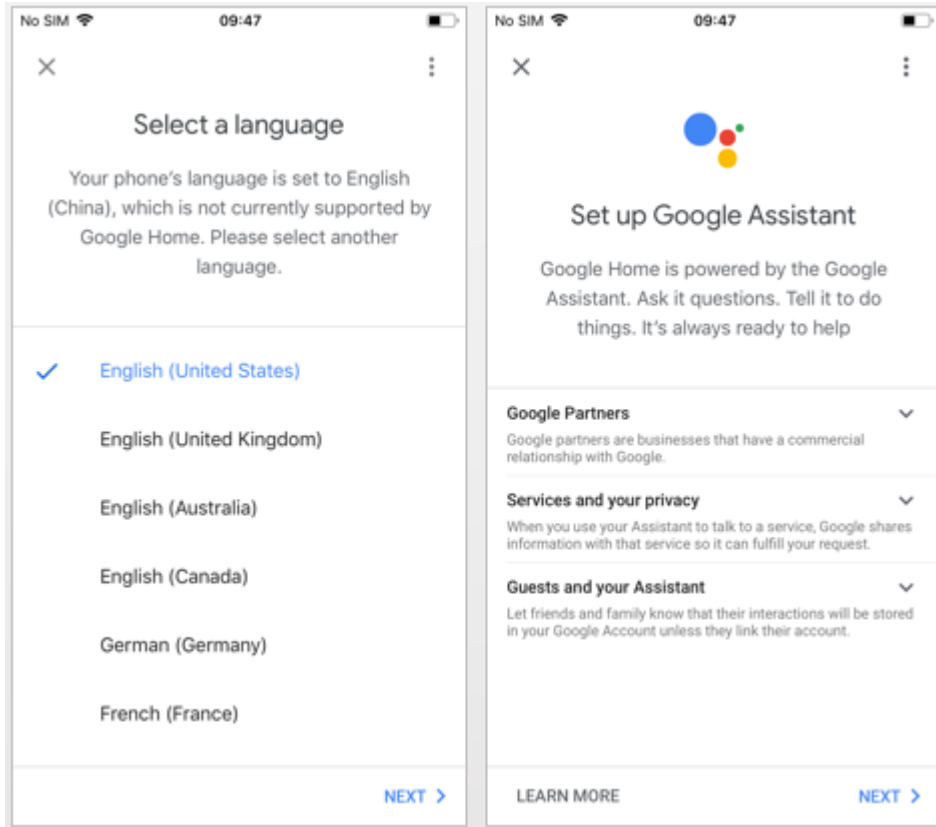 No SIM 09:47
Select a language
Your phone's language is set to English
(China), which is not currently supported by
Google Home. Please select another
language.
English (United States)
English (United Kingdom)
English (Australia)
English (Canada)
German (Germany)
French (France)
NEXT >
No SIM 09:47
Set up Google Assistant
Google Home is powered by the Google
Assistant. Ask it questions. Tell it to do
things. It's always ready to help
Google Partners
Google partners are businesses that have a commercial
relationship with Google.
Services and your privacy
When you use your Assistant to talk to a service, Google shares
information with that service so it can fulfill your request.
Guests and your Assistant
Let friends and family know that their interactions will be stored
in your Google Account unless they link their account.
LEARN MORE NEXT >